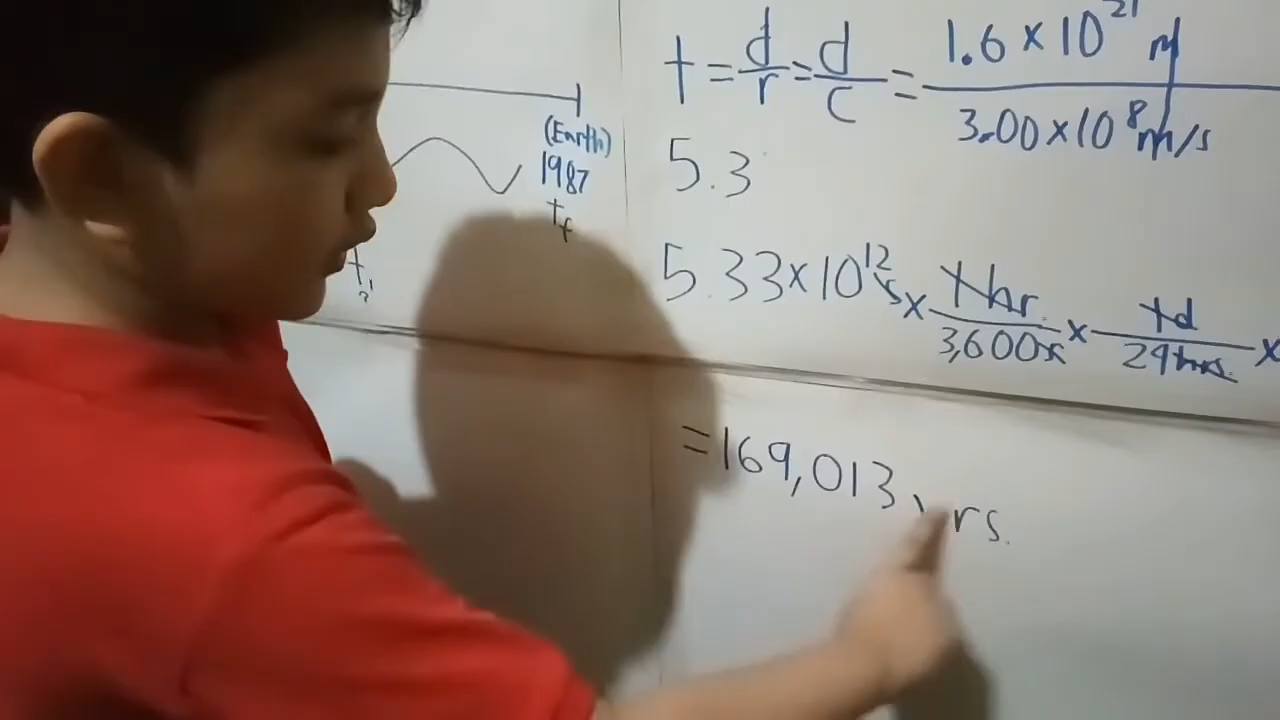 t = d/r = d/c = 1.6 × 10²¹ m / 3.00 × 10⁸ m/s
(Earth)
1987
t_f
5.3
t_i
5.33 × 10¹² s × 1 hr. / 3,600 s × 1 d / 24 hrs. ×
= 169,013 yrs.